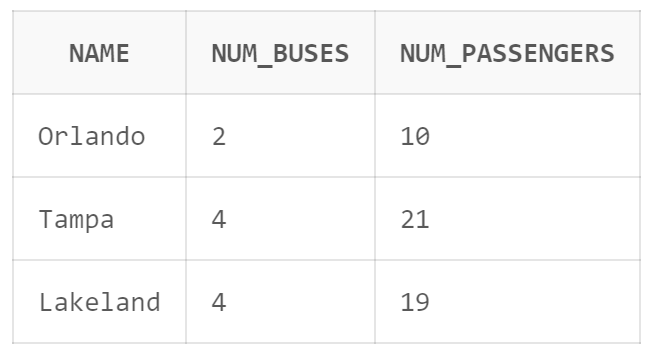 NAME NUM_BUSES NUM_PASSENGERS
Orlando 2 10
Tampa 4 21
Lakeland 4 19